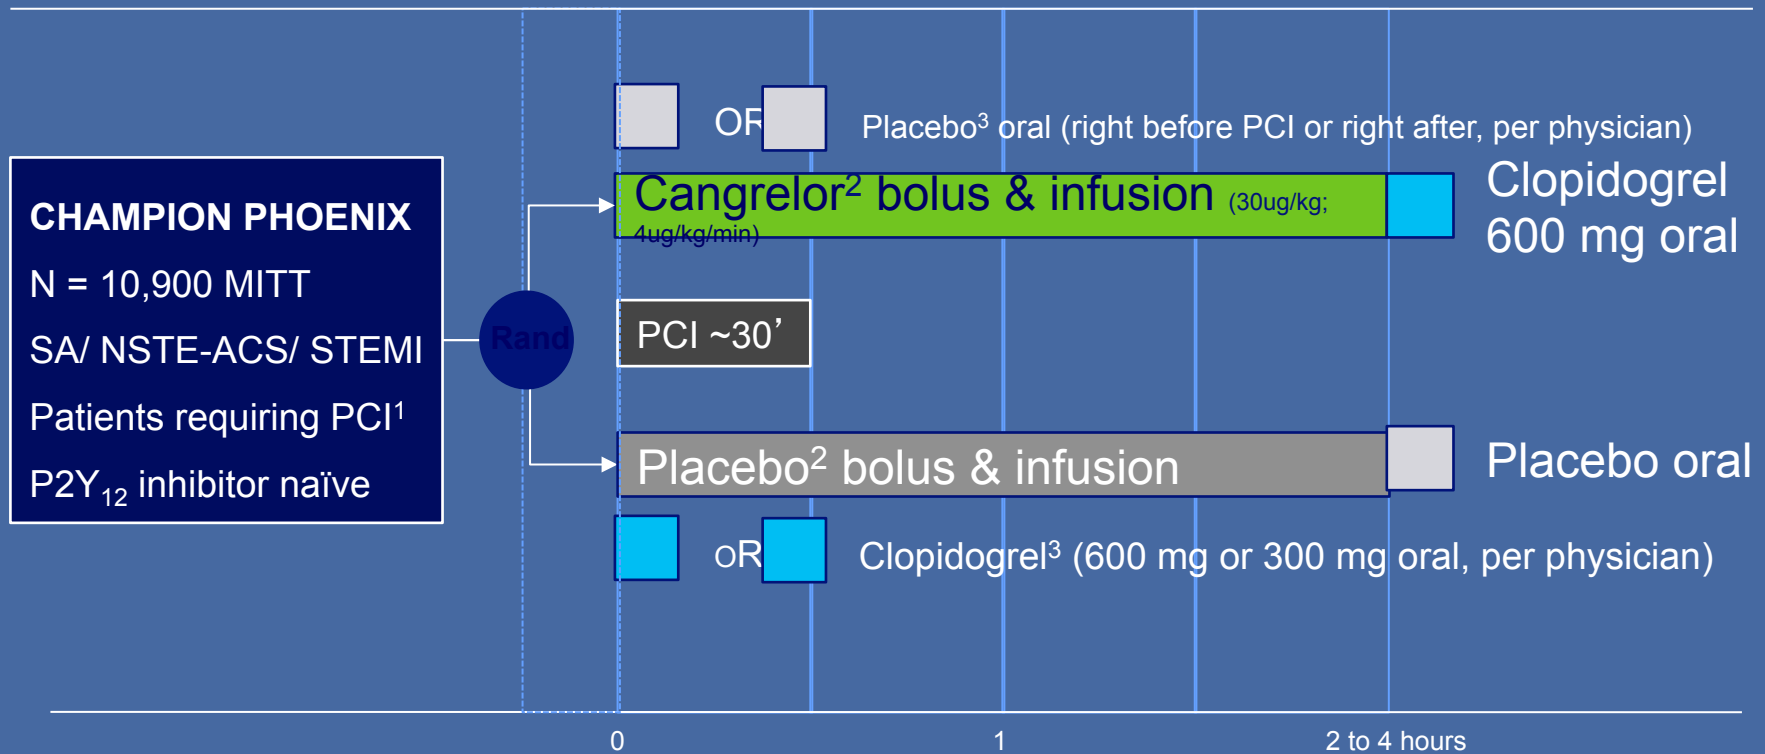 OR
Placebo³ oral (right before PCI or right after, per physician)
CHAMPION PHOENIX
N = 10,900 MITT
SA/ NSTE-ACS/ STEMI
Patients requiring PCI¹
P2Y₁₂ inhibitor naïve
Rand
Cangrelor² bolus & infusion (30ug/kg;
4ug/kg/min)
Clopidogrel
600 mg oral
PCI ~30’
Placebo² bolus & infusion
Placebo oral
OR
Clopidogrel³ (600 mg or 300 mg oral, per physician)
0
1
2 to 4 hours